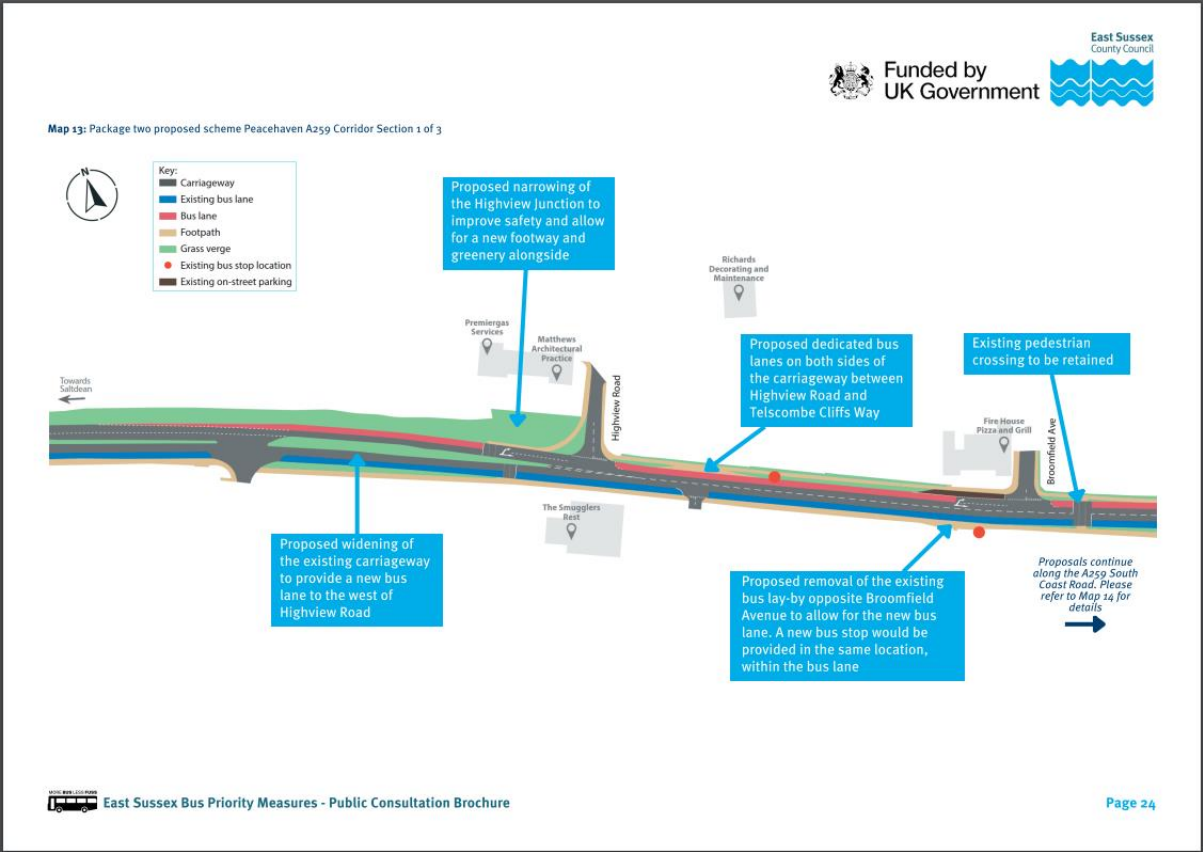 East Sussex
County Council
Funded by
UK Government
Map 13: Package two proposed scheme Peacehaven A259 Corridor Section 1 of 3
N
Key:
Carriageway
Existing bus lane
Bus lane
Footpath
Grass verge
Existing bus stop location
Existing on-street parking
Proposed narrowing of
the Highview Junction to
improve safety and allow
for a new footway and
greenery alongside
Richards
Decorating and
Maintenance
Premiergas
Services
Matthews
Architectural
Practice
Proposed dedicated bus
lanes on both sides of
the carriageway between
Highview Road and
Telscombe Cliffs Way
Existing pedestrian
crossing to be retained
Towards
Saltdean
Highview Road
Fire House
Pizza and Grill
Broomfield Ave
The Smugglers
Rest
Proposed widening of
the existing carriageway
to provide a new bus
lane to the west of
Highview Road
Proposed removal of the existing
bus lay-by opposite Broomfield
Avenue to allow for the new bus
lane. A new bus stop would be
provided in the same location,
within the bus lane
Proposals continue
along the A259 South
Coast Road. Please
refer to Map 14 for
details
MORE BUS LESS FUSS
East Sussex Bus Priority Measures - Public Consultation Brochure
Page 24